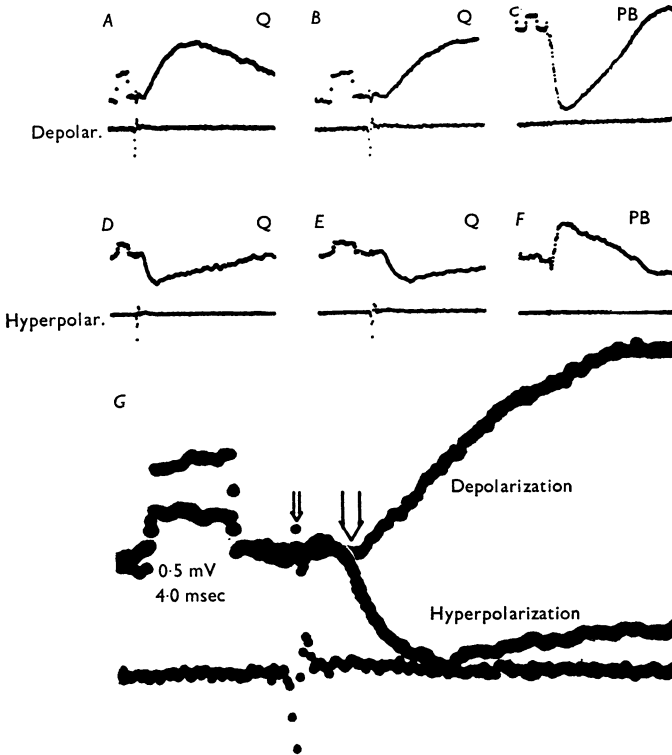 A Q B Q C PB
Depolar.
D Q E Q F PB
Hyperpolar.
G
Depolarization
0·5 mV
4·0 msec
Hyperpolarization